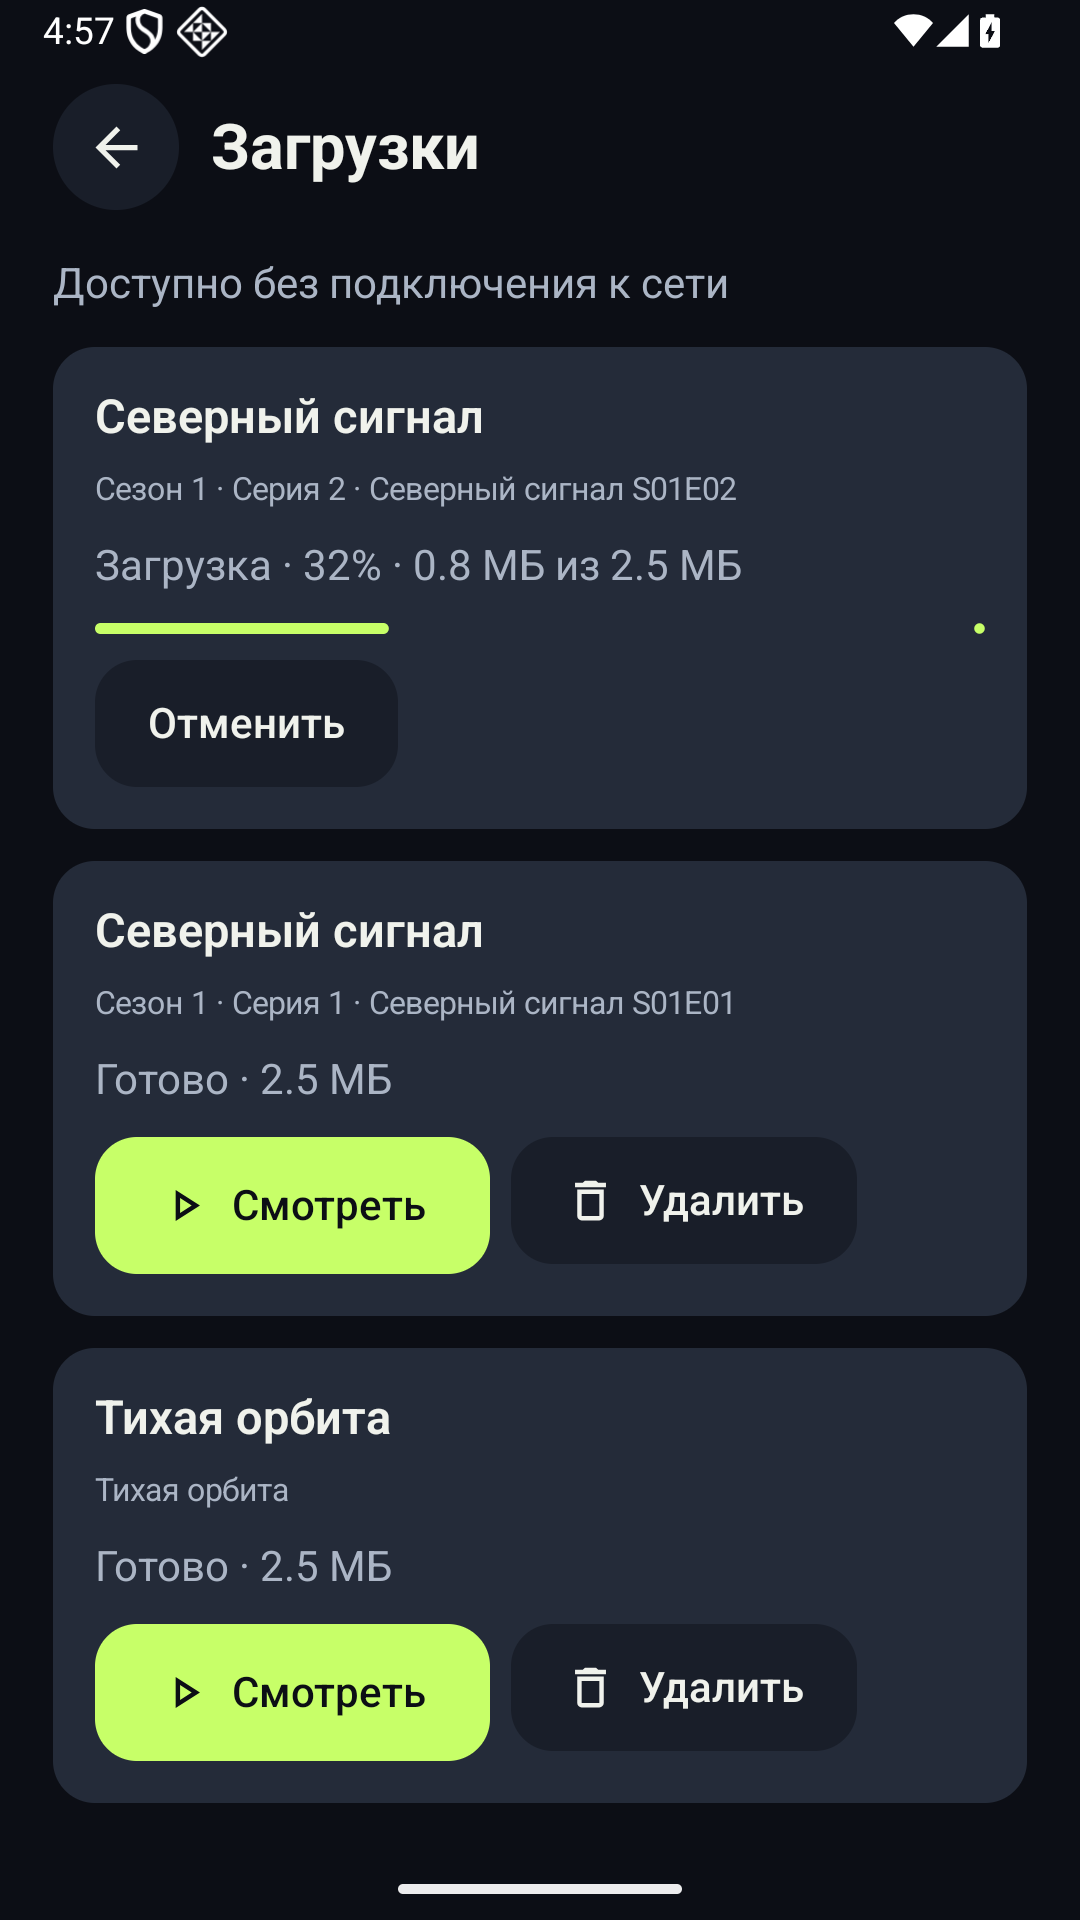 4:57
Загрузки
Доступно без подключения к сети
Северный сигнал
Сезон 1 · Серия 2 · Северный сигнал S01E02
Загрузка · 32% · 0.8 МБ из 2.5 МБ
Отменить
Северный сигнал
Сезон 1 · Серия 1 · Северный сигнал S01E01
Готово · 2.5 МБ
Смотреть Удалить
Тихая орбита
Тихая орбита
Готово · 2.5 МБ
Смотреть Удалить